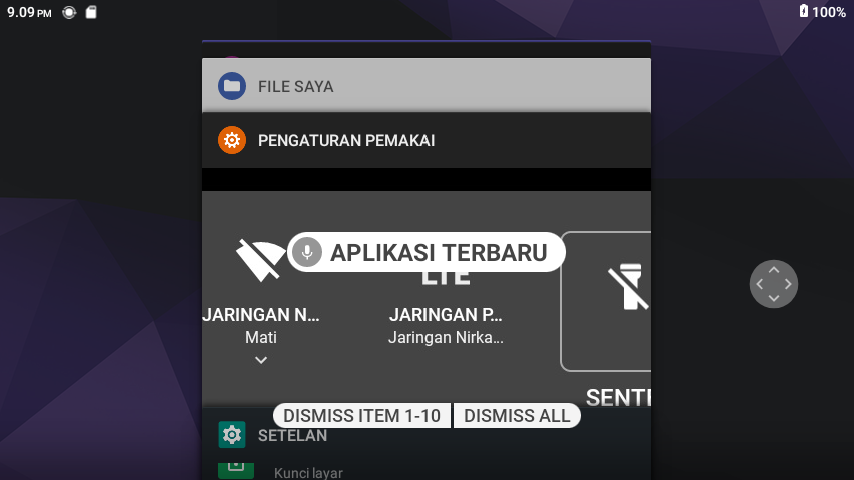 9.09 PM
100%
FILE SAYA
PENGATURAN PEMAKAI
APLIKASI TERBARU
LTE
JARINGAN N...
JARINGAN P...
Mati
Jaringan Nirka...
SENTE
DISMISS ITEM 1-10
DISMISS ALL
SETELAN
Kunci layar